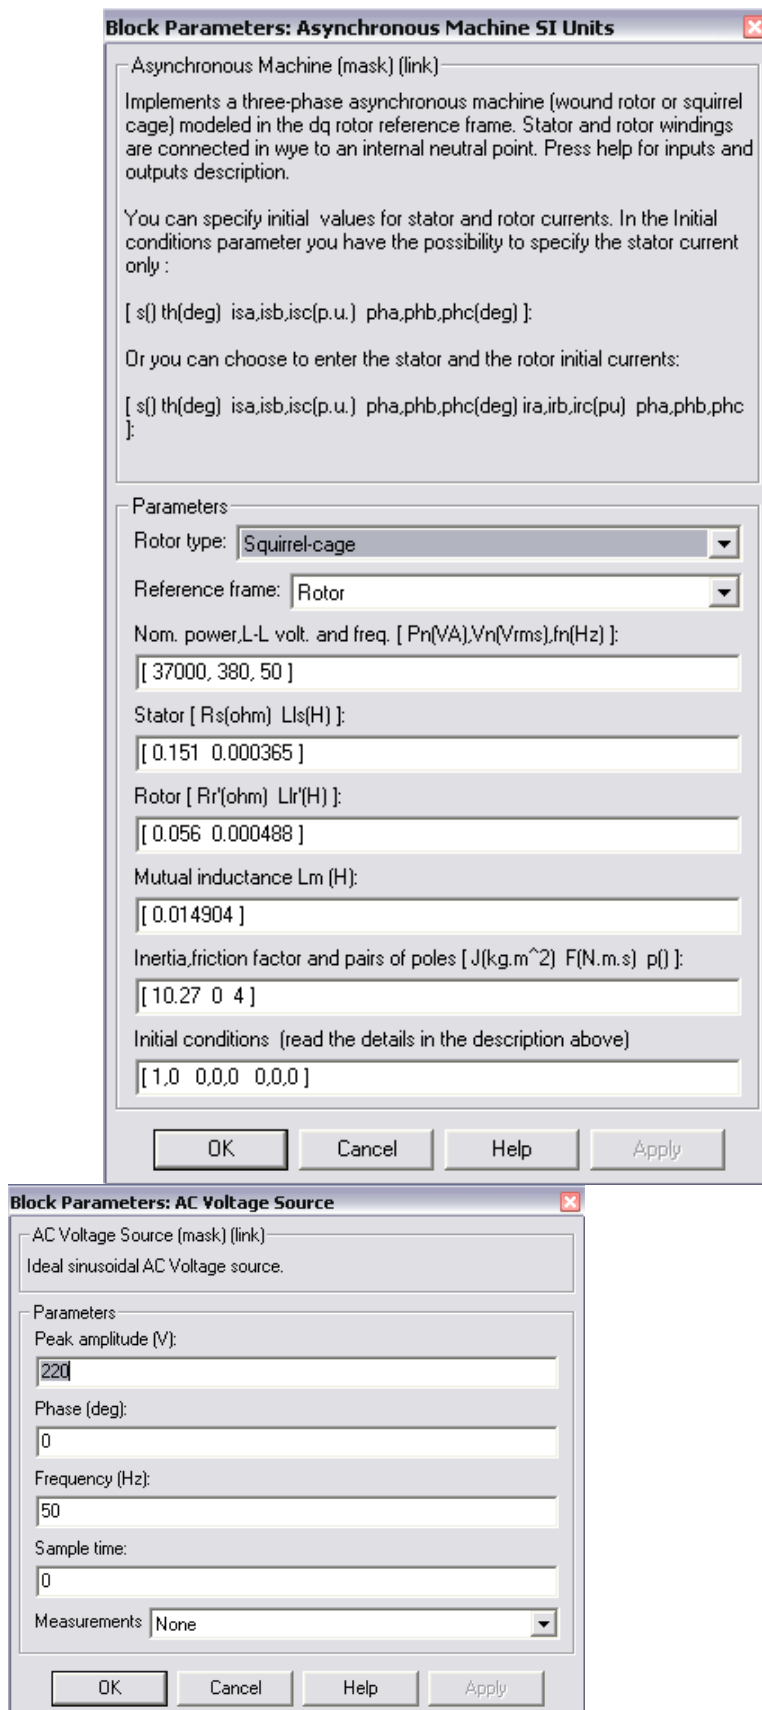 Block Parameters: Asynchronous Machine SI Units
Asynchronous Machine (mask) (link)
Implements a three-phase asynchronous machine (wound rotor or squirrel
cage) modeled in the dq rotor reference frame. Stator and rotor windings
are connected in wye to an internal neutral point. Press help for inputs and
outputs description.
You can specify initial  values for stator and rotor currents. In the Initial
conditions parameter you have the possibility to specify the stator current
only :
[ s() th(deg)  isa,isb,isc(p.u.)  pha,phb,phc(deg) ]:
Or you can choose to enter the stator and the rotor initial currents:
[ s() th(deg)  isa,isb,isc(p.u.)  pha,phb,phc(deg) ira,irb,irc(pu)  pha,phb,phc
]:
Parameters
Rotor type: Squirrel-cage
Reference frame: Rotor
Nom. power,L-L volt. and freq. [ Pn(VA),Vn(Vrms),fn(Hz) ]:
[ 37000, 380, 50 ]
Stator [ Rs(ohm)  Lls(H) ]:
[ 0.151  0.000365 ]
Rotor [ Rr'(ohm)  Llr'(H) ]:
[ 0.056  0.000488 ]
Mutual inductance Lm (H):
[ 0.014904 ]
Inertia,friction factor and pairs of poles [ J(kg.m^2)  F(N.m.s)  p() ]:
[ 10.27  0  4 ]
Initial conditions  (read the details in the description above)
[ 1,0   0,0,0   0,0,0 ]
OK Cancel Help Apply
Block Parameters: AC Voltage Source
AC Voltage Source (mask) (link)
Ideal sinusoidal AC Voltage source.
Parameters
Peak amplitude (V):
220
Phase (deg):
0
Frequency (Hz):
50
Sample time:
0
Measurements None
OK Cancel Help Apply